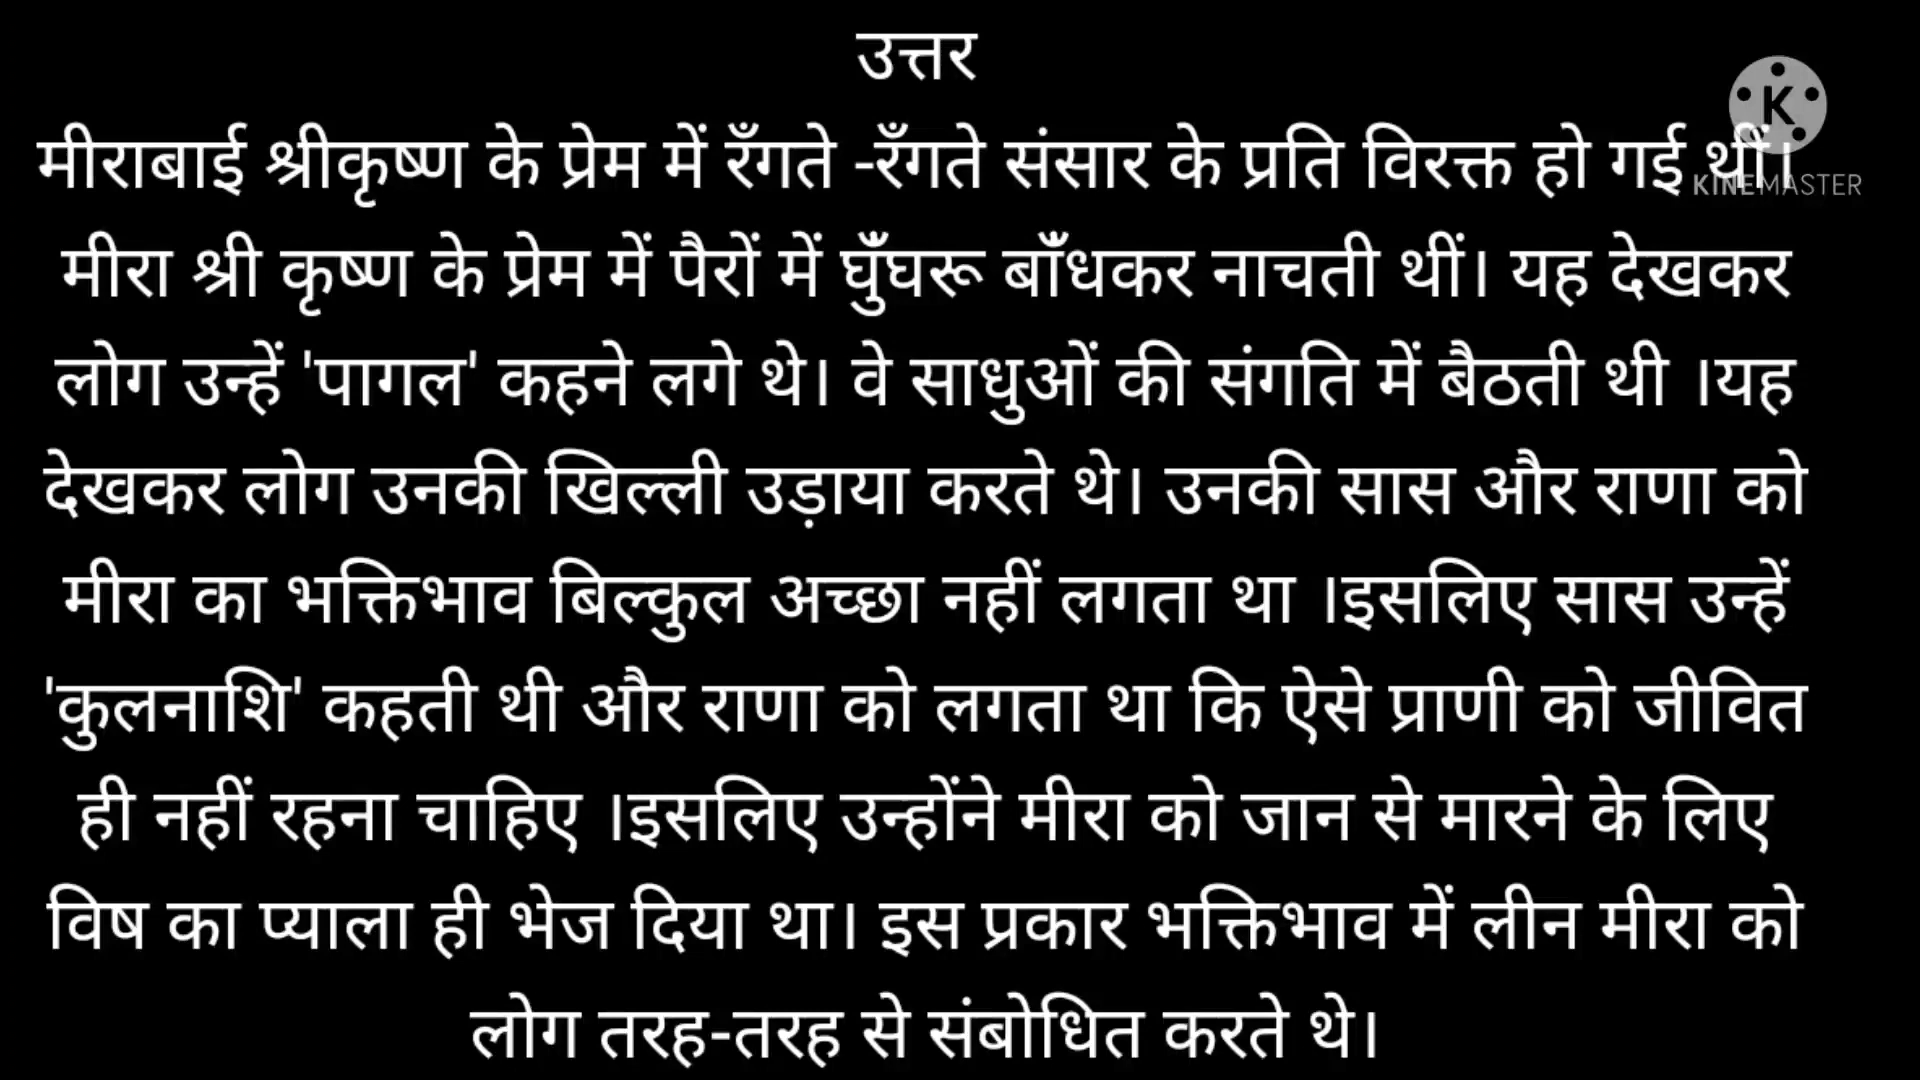 उत्तर
मीराबाई श्रीकृष्ण के प्रेम में रँगते -रँगते संसार के प्रति विरक्त हो गई थीं।
KINEMASTER
मीरा श्री कृष्ण के प्रेम में पैरों में घुँघरू बाँधकर नाचती थीं। यह देखकर
लोग उन्हें 'पागल' कहने लगे थे। वे साधुओं की संगति में बैठती थी ।यह
देखकर लोग उनकी खिल्ली उड़ाया करते थे। उनकी सास और राणा को
मीरा का भक्तिभाव बिल्कुल अच्छा नहीं लगता था ।इसलिए सास उन्हें
'कुलनाशि' कहती थी और राणा को लगता था कि ऐसे प्राणी को जीवित
ही नहीं रहना चाहिए ।इसलिए उन्होंने मीरा को जान से मारने के लिए
विष का प्याला ही भेज दिया था। इस प्रकार भक्तिभाव में लीन मीरा को
लोग तरह-तरह से संबोधित करते थे।